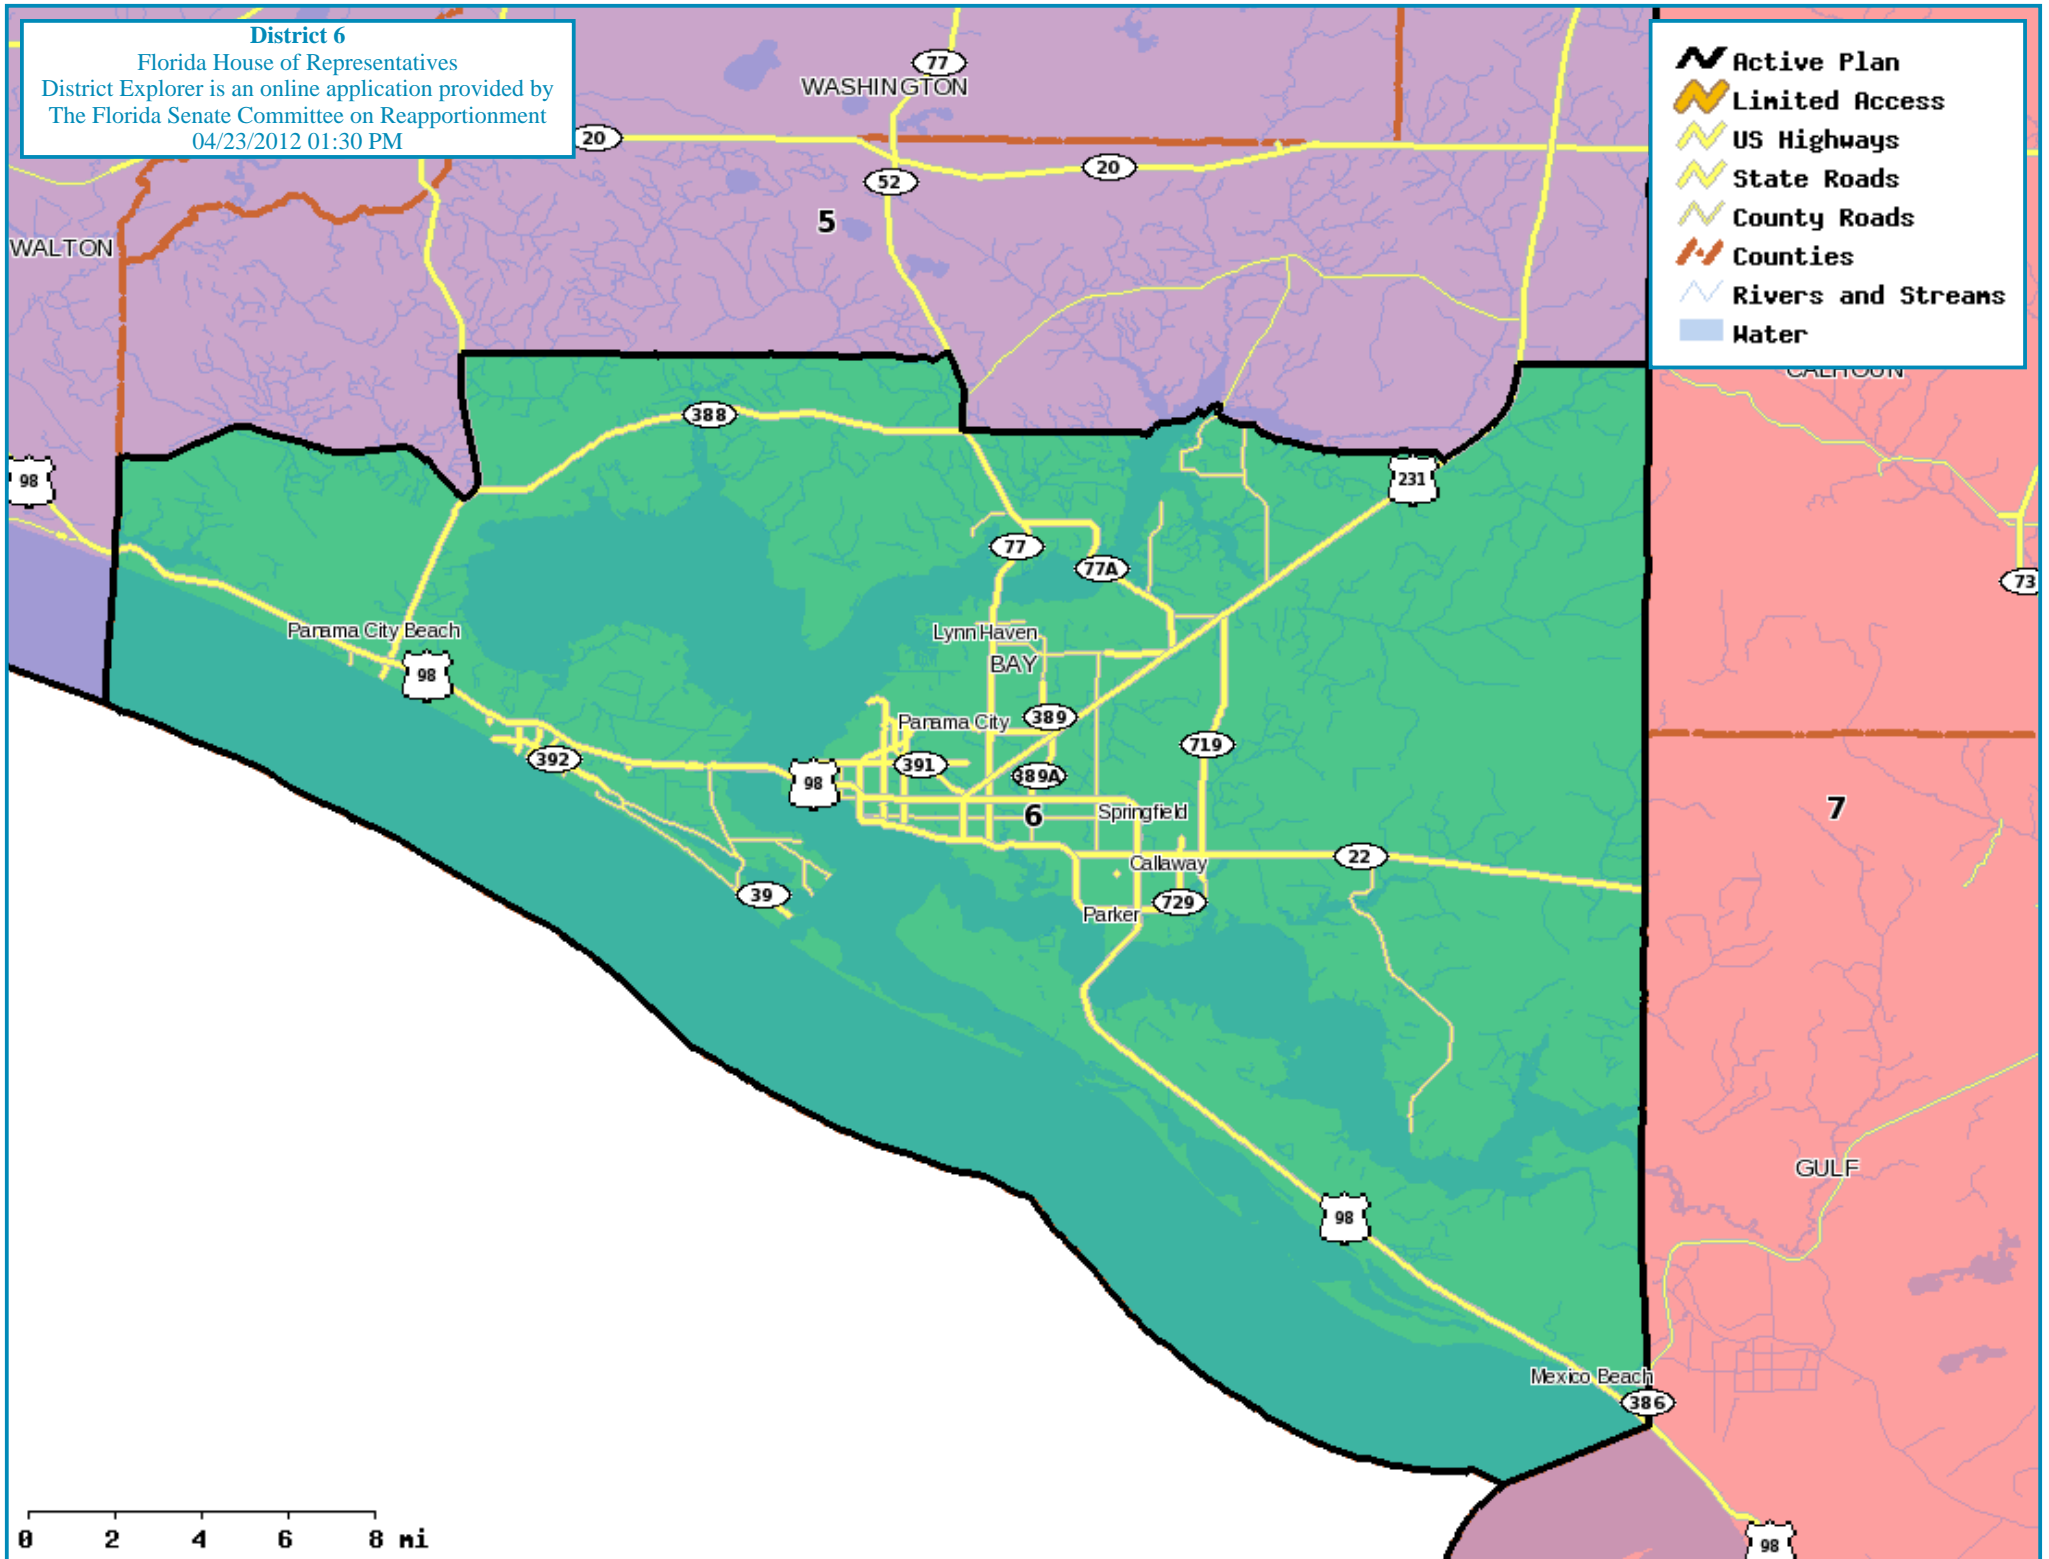 District 6
Florida House of Representatives
District Explorer is an online application provided by
The Florida Senate Committee on Reapportionment
04/23/2012 01:30 PM
Active Plan
Limited Access
US Highways
State Roads
County Roads
Counties
Rivers and Streams
Water
77
WASHINGTON
20
20
52
5
WALTON
CALHOUN
388
98
231
77
77A
73
Panama City Beach
Lynn Haven
BAY
98
Panama City
389
719
392
391
389A
98
7
6
Springfield
22
Callaway
39
729
Parker
GULF
98
Mexico Beach
386
0 2 4 6 8 mi
98